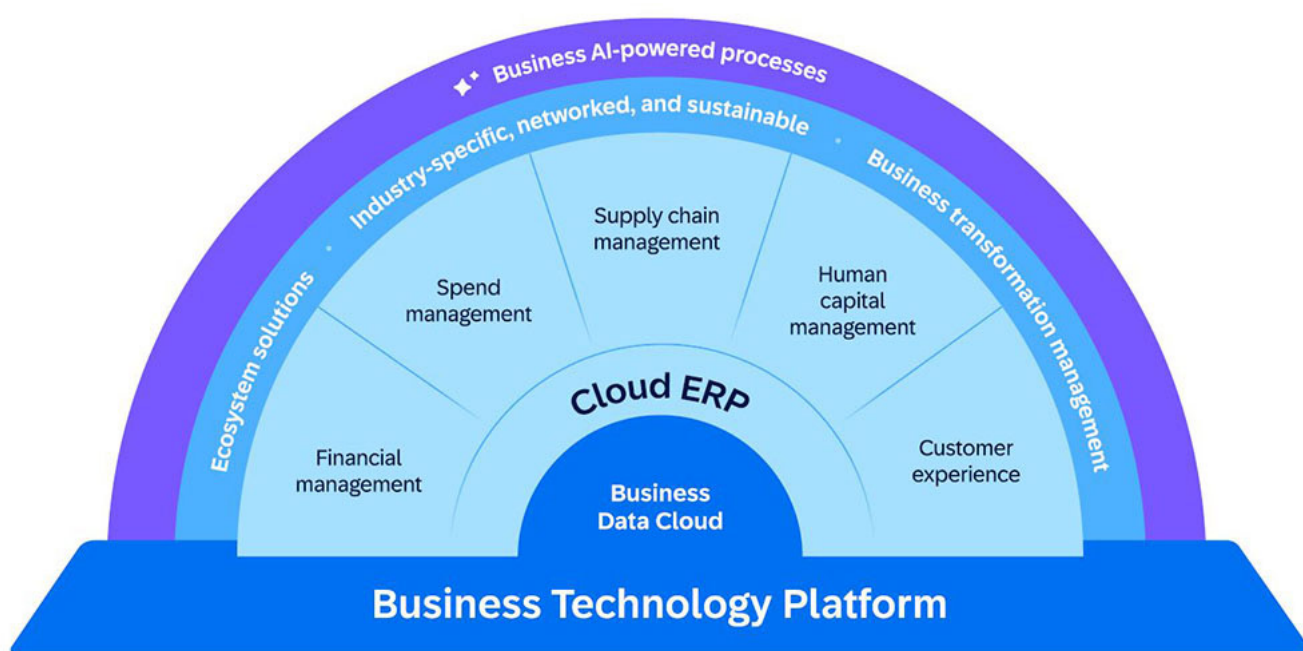 Business AI-powered processes
Ecosystem solutions · Industry-specific, networked, and sustainable · Business transformation management
Financial
management
Spend
management
Supply chain
management
Human
capital
management
Customer
experience
Cloud ERP
Business
Data Cloud
Business Technology Platform